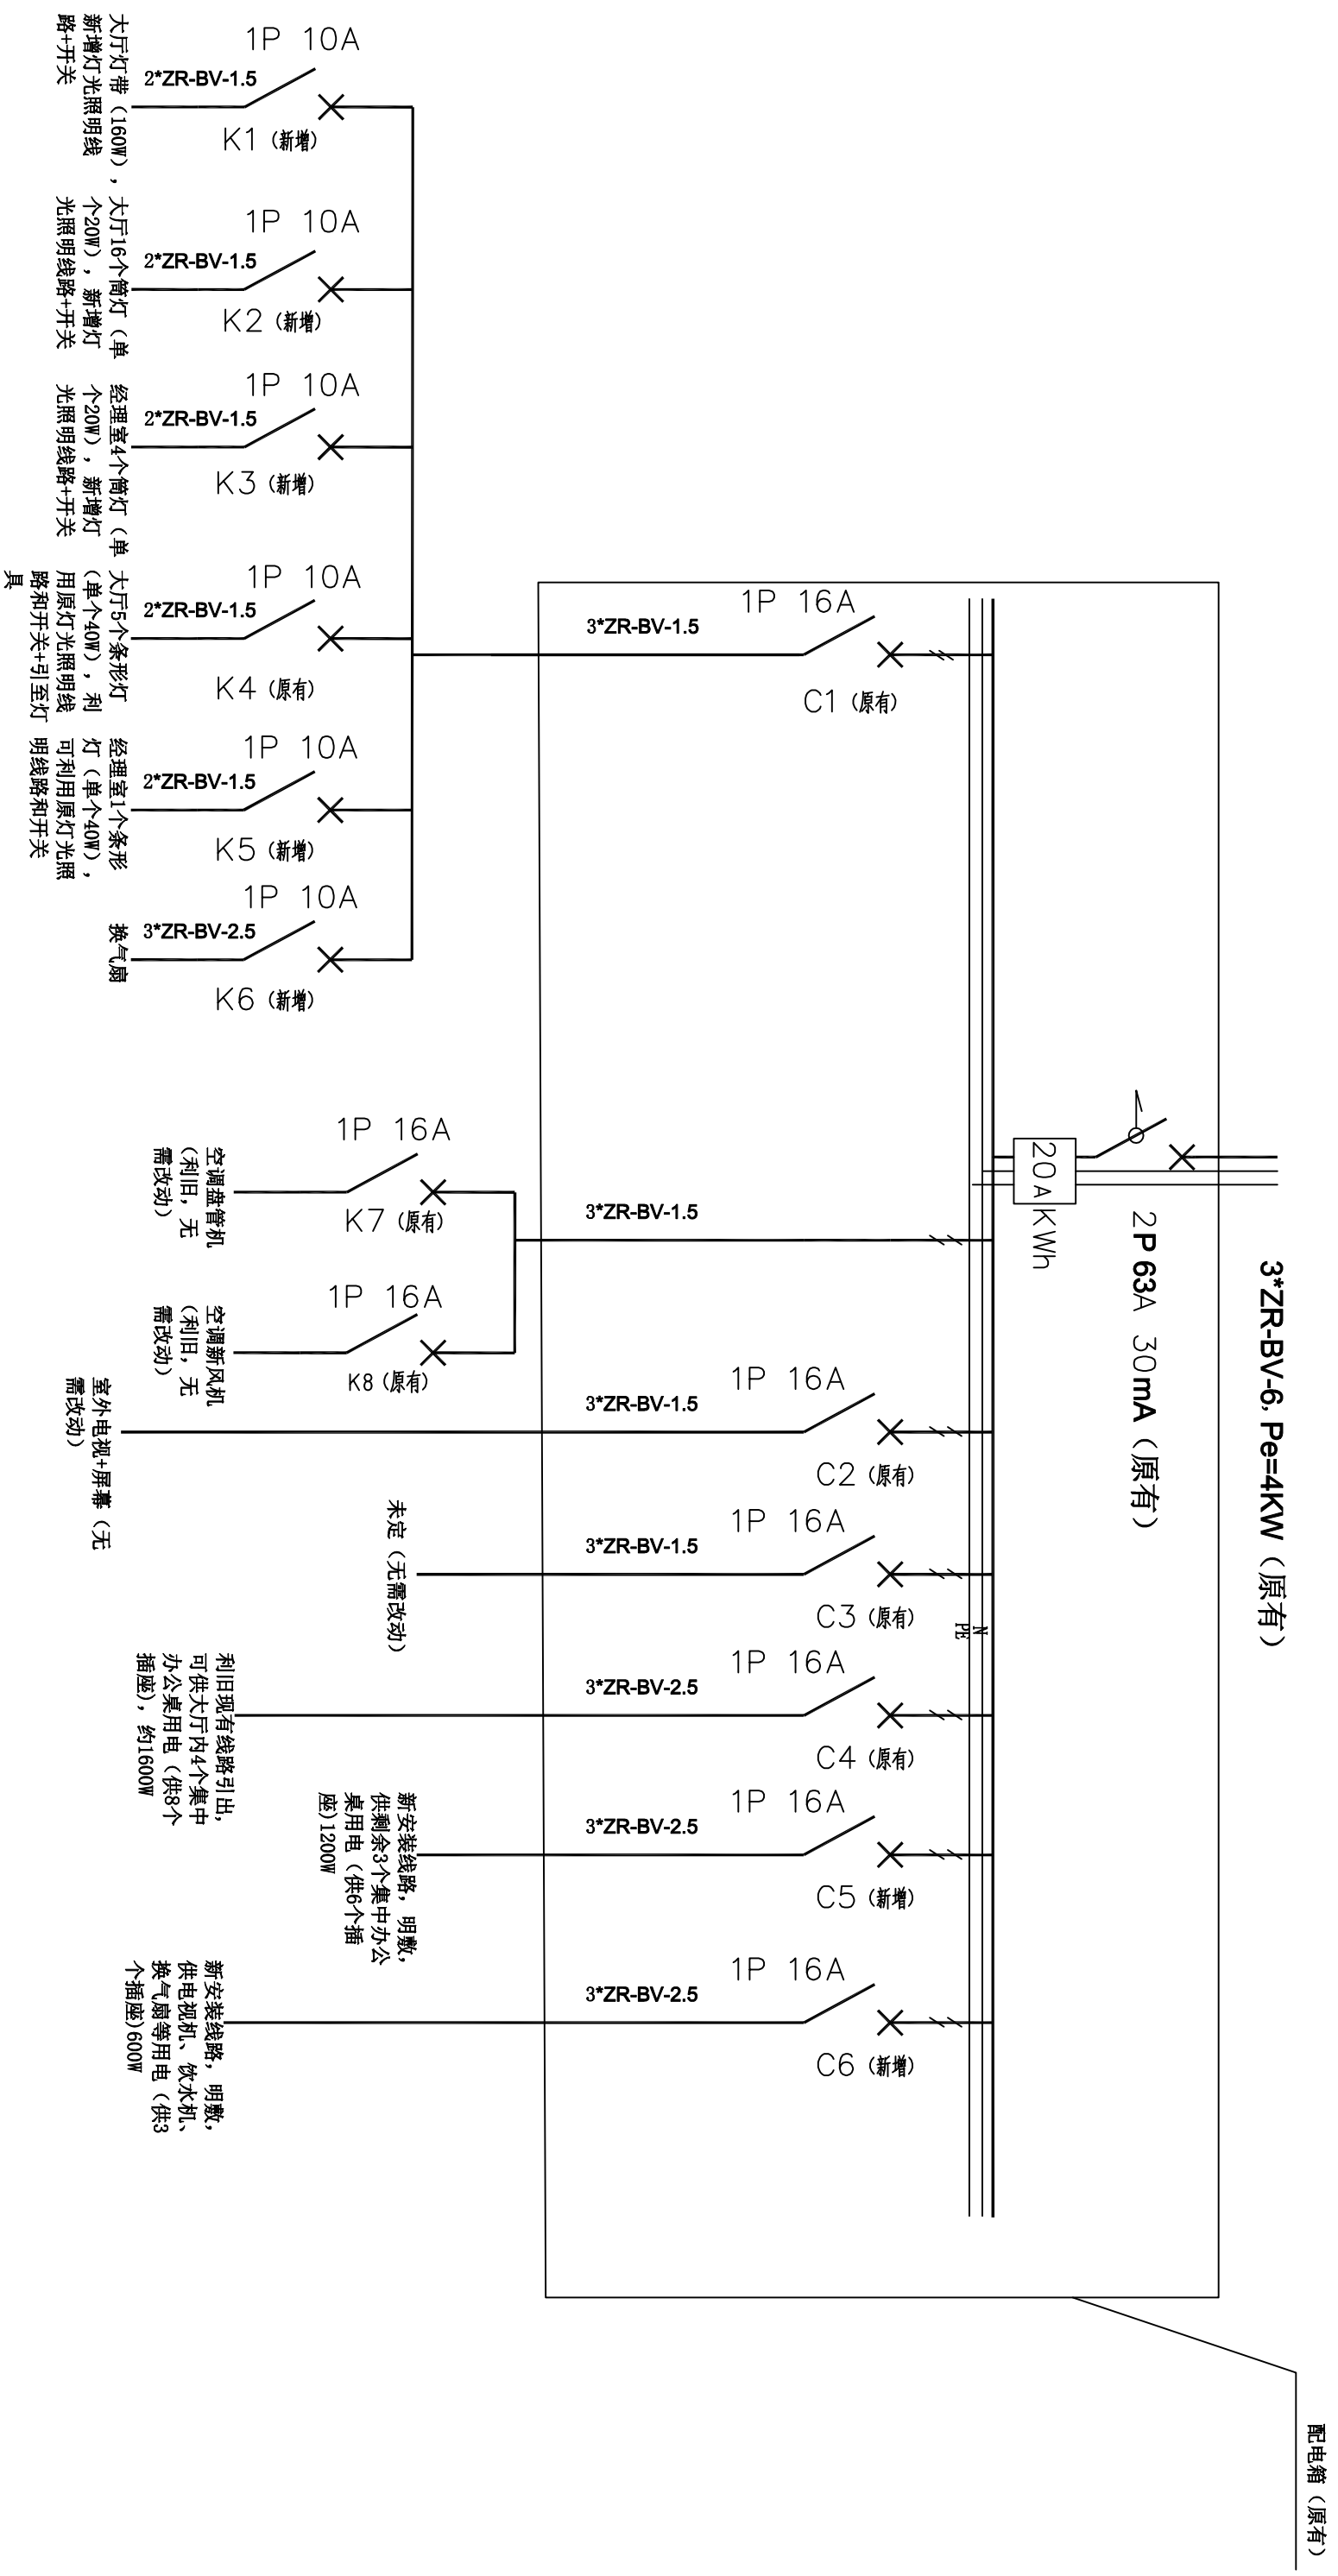 1P 10A
2*ZR-BV-1.5
K1（新增）
大厅灯带（160W），
新增灯光照明线
路+开关
1P 10A
2*ZR-BV-1.5
K2（新增）
大厅16个筒灯（单
个20W），新增灯
光照明线路+开关
1P 10A
2*ZR-BV-1.5
K3（新增）
经理室4个筒灯（单
个20W），新增灯
光照明线路+开关
1P 10A
2*ZR-BV-1.5
K4（原有）
大厅5个条形灯
（单个40W），利
用原灯光照明线
路和开关+引至灯
具
1P 10A
2*ZR-BV-1.5
K5（新增）
经理室1个条形
灯（单个40W），
可利用原灯光照
明线路和开关
1P 10A
3*ZR-BV-2.5
K6（新增）
换气扇
1P 16A
3*ZR-BV-1.5
C1（原有）
20A
KWh
2P 63A 30mA（原有）
3*ZR-BV-6, Pe=4KW（原有）
1P 16A
K7（原有）
空调盘管机
（利旧，无
需改动）
3*ZR-BV-1.5
1P 16A
K8（原有）
空调新风机
（利旧，无
需改动）
1P 16A
3*ZR-BV-1.5
C2（原有）
室外电视+屏幕（无
需改动）
1P 16A
3*ZR-BV-1.5
C3（原有）
未定（无需改动）
N
PE
1P 16A
3*ZR-BV-2.5
C4（原有）
利旧现有线路引出，
可供大厅内4个集中
办公桌用电（供8个
插座），约1600W
1P 16A
3*ZR-BV-2.5
C5（新增）
新安装线路，明敷，
供剩余3个集中办公
桌用电（供6个插
座)1200W
1P 16A
3*ZR-BV-2.5
C6（新增）
新安装线路，明敷，
供电视机、饮水机、
换气扇等用电（供3
个插座)600W
配电箱（原有）